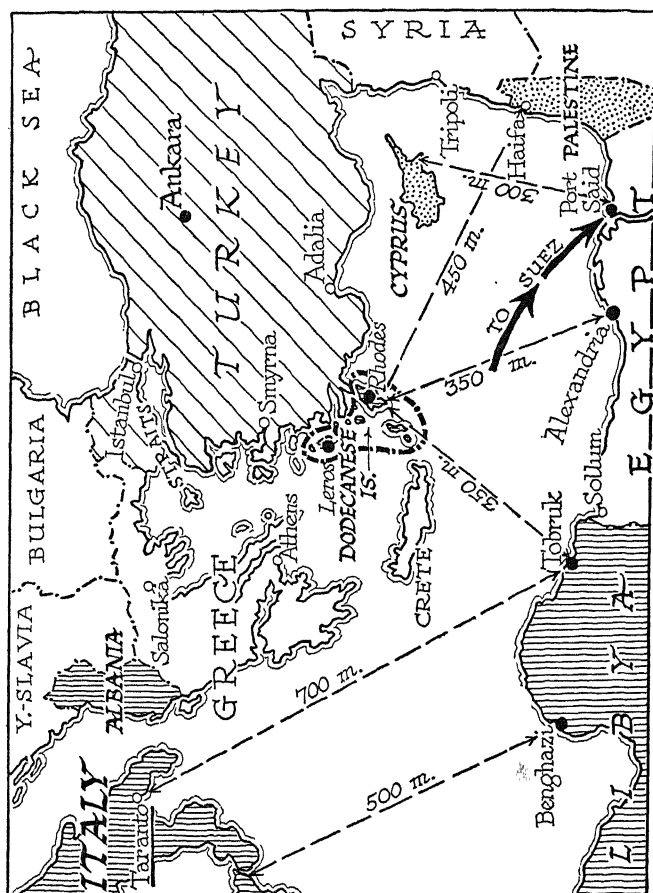 BLACK SEA
SYRIA
BULGARIA
Y.-SLAVIA
ALBANIA
ITALY
Taranto
GREECE
Salonika
Athens
Istanbul
STRAITS
TURKEY
Ankara
Smyrna
Adalia
Leros
DODECANESE
IS.
Rhodes
CRETE
CYPRUS
Tripoli
Haifa
PALESTINE
Port
Said
300 m.
450 m.
350 m.
350 m.
700 m.
500 m.
TO SUEZ
Alexandria
Sollum
Tobruk
Benghazi
LIBYA
EGYPT